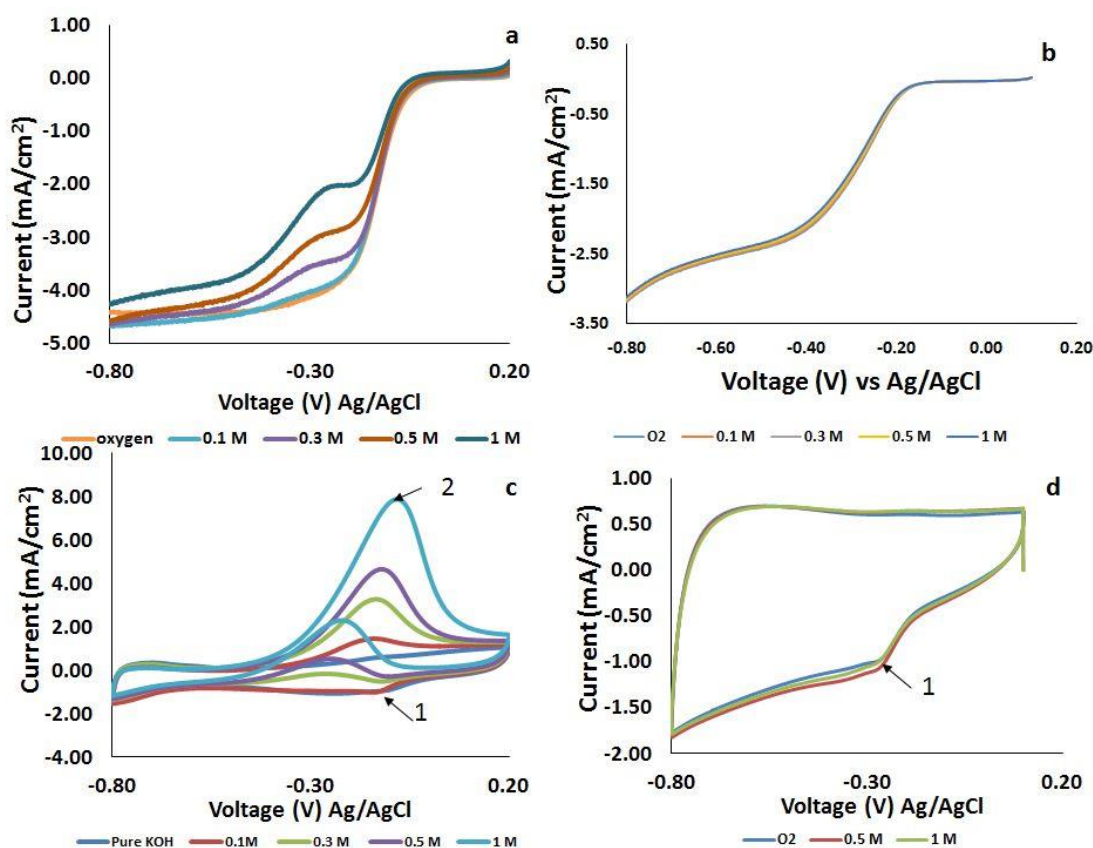 a
1.00
0.00
-1.00
-2.00
-3.00
-4.00
-5.00
Current (mA/cm²)
-0.80
-0.30
0.20
Voltage (V) Ag/AgCl
oxygen 0.1 M 0.3 M 0.5 M 1 M
b
0.50
-0.50
-1.50
-2.50
-3.50
Current (mA/cm²)
-0.80 -0.60 -0.40 -0.20 0.00 0.20
Voltage (V) vs Ag/AgCl
O2 0.1 M 0.3 M 0.5 M 1 M
c
10.00
8.00
6.00
4.00
2.00
0.00
-2.00
-4.00
Current (mA/cm²)
2
1
-0.80
-0.30
0.20
Voltage (V) Ag/AgCl
Pure KOH 0.1M 0.3 M 0.5 M 1 M
d
1.00
0.50
0.00
-0.50
-1.00
-1.50
-2.00
Current (mA/cm²)
1
-0.80
-0.30
0.20
Voltage (V) Ag/AgCl
O2 0.5 M 1 M